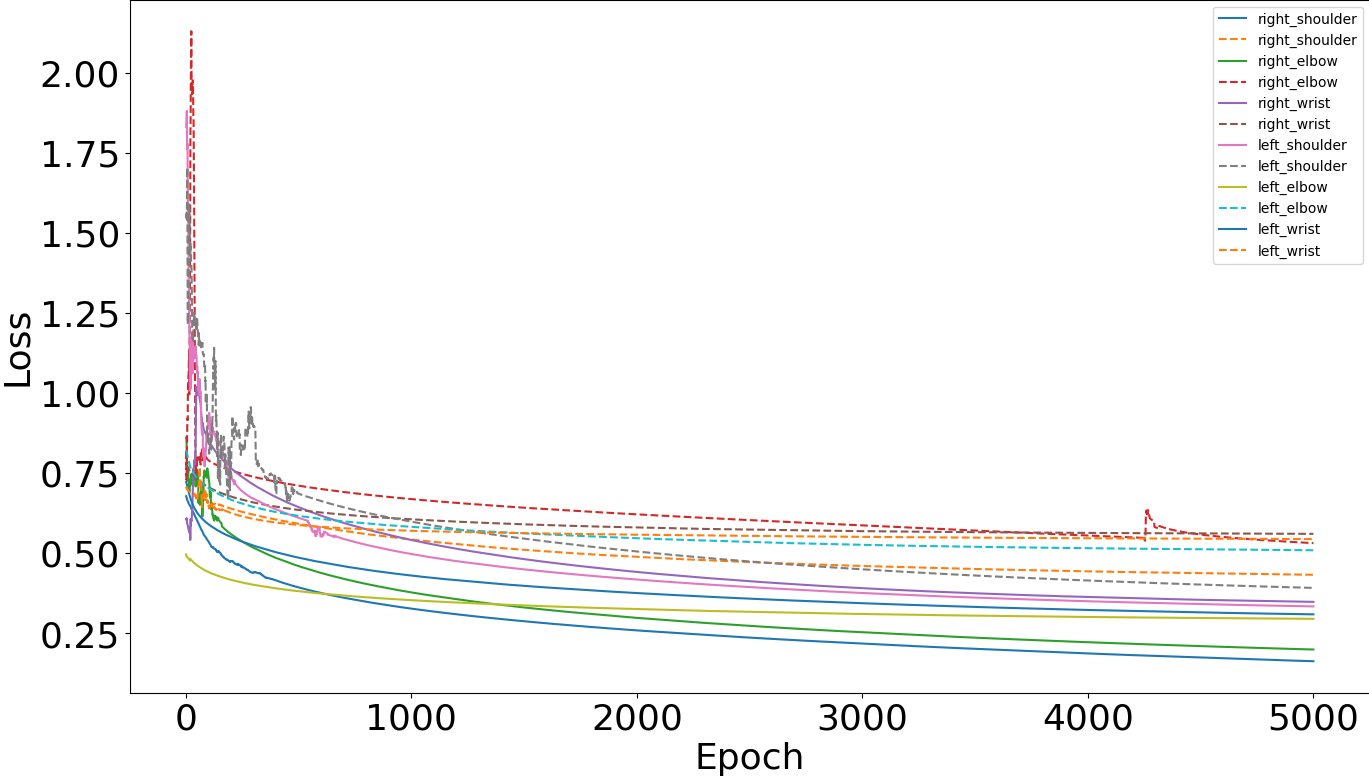 Loss
2.00
1.75
1.50
1.25
1.00
0.75
0.50
0.25
0
1000
2000
3000
4000
5000
Epoch
right_shoulder
right_shoulder
right_elbow
right_elbow
right_wrist
right_wrist
left_shoulder
left_shoulder
left_elbow
left_elbow
left_wrist
left_wrist